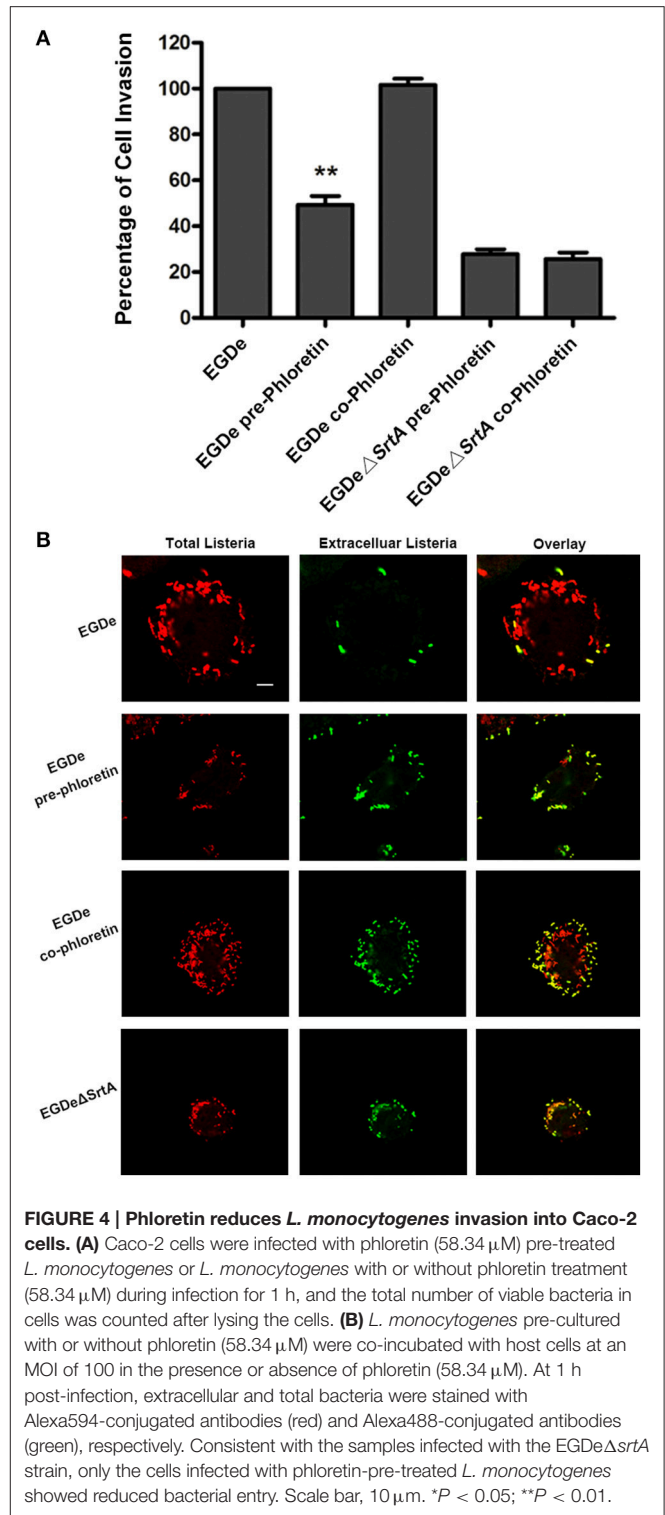 A
Percentage of Cell Invasion
120
100
80
60
40
20
0
**
EGDe
EGDe pre-Phloretin
EGDe co-Phloretin
EGDe△SrtA pre-Phloretin
EGDe△SrtA co-Phloretin
B
Total Listeria
Extracelluar Listeria
Overlay
EGDe
EGDe
pre-phloretin
EGDe
co-phloretin
EGDeΔSrtA
FIGURE 4 | Phloretin reduces L. monocytogenes invasion into Caco-2
cells. (A) Caco-2 cells were infected with phloretin (58.34 μM) pre-treated
L. monocytogenes or L. monocytogenes with or without phloretin treatment
(58.34 μM) during infection for 1 h, and the total number of viable bacteria in
cells was counted after lysing the cells. (B) L. monocytogenes pre-cultured
with or without phloretin (58.34 μM) were co-incubated with host cells at an
MOI of 100 in the presence or absence of phloretin (58.34 μM). At 1 h
post-infection, extracellular and total bacteria were stained with
Alexa594-conjugated antibodies (red) and Alexa488-conjugated antibodies
(green), respectively. Consistent with the samples infected with the EGDeΔsrtA
strain, only the cells infected with phloretin-pre-treated L. monocytogenes
showed reduced bacterial entry. Scale bar, 10 μm. *P < 0.05; **P < 0.01.